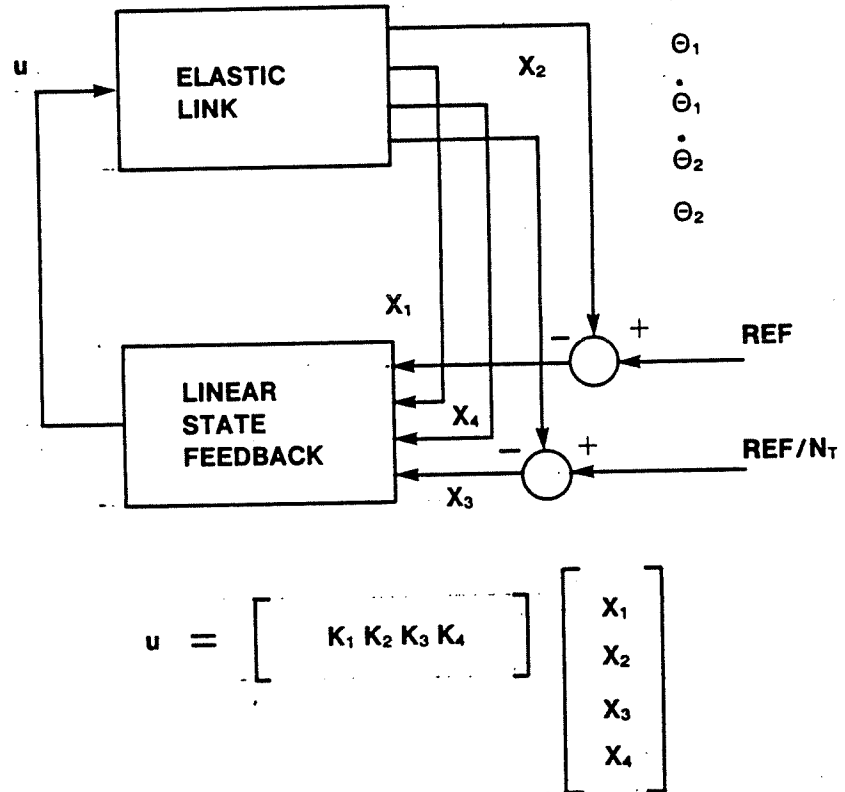 u
ELASTIC
LINK
X₂
Θ₁
Θ̇₁
Θ̇₂
Θ₂
X₁
− + REF
LINEAR
STATE
FEEDBACK
X₄
− + REF/Nᴛ
X₃
u = [ K₁ K₂ K₃ K₄ ]
X₁
X₂
X₃
X₄